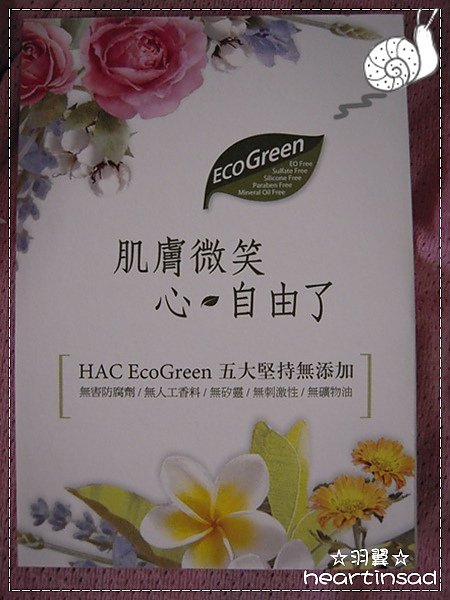 EcoGreen
EO Free
Sulfate Free
Silicone Free
Paraben Free
Mineral Oil Free
肌膚微笑
心自由了
HAC EcoGreen 五大堅持無添加
無害防腐劑 / 無人工香料 / 無矽靈 / 無刺激性 / 無礦物油
☆羽翼☆
heartinsad